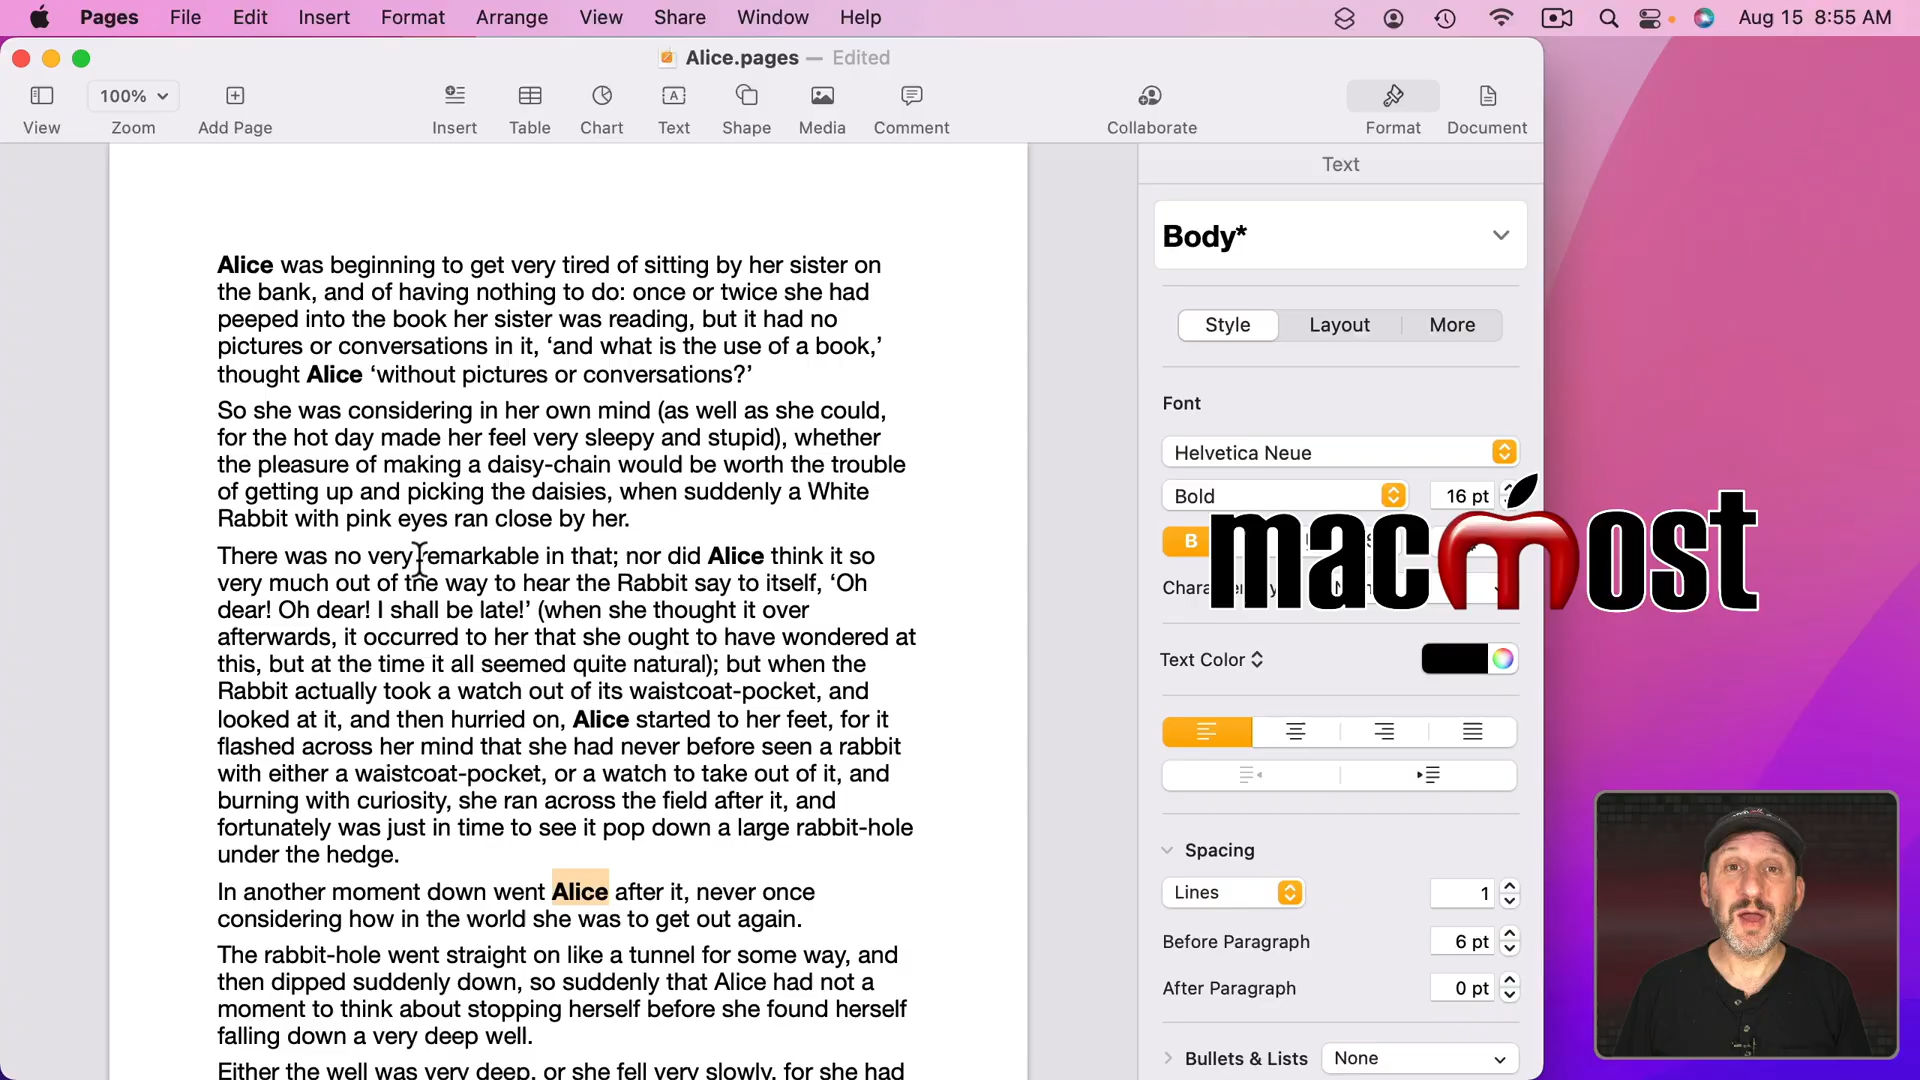 Pages File Edit Insert Format Arrange View Share Window Help Aug 15 8:55 AM
Alice.pages — Edited
100%
View Zoom Add Page Insert Table Chart Text Shape Media Comment Collaborate Format Document
Alice was beginning to get very tired of sitting by her sister on
the bank, and of having nothing to do: once or twice she had
peeped into the book her sister was reading, but it had no
pictures or conversations in it, ‘and what is the use of a book,’
thought Alice ‘without pictures or conversations?’
So she was considering in her own mind (as well as she could,
for the hot day made her feel very sleepy and stupid), whether
the pleasure of making a daisy-chain would be worth the trouble
of getting up and picking the daisies, when suddenly a White
Rabbit with pink eyes ran close by her.
There was no very remarkable in that; nor did Alice think it so
very much out of the way to hear the Rabbit say to itself, ‘Oh
dear! Oh dear! I shall be late!’ (when she thought it over
afterwards, it occurred to her that she ought to have wondered at
this, but at the time it all seemed quite natural); but when the
Rabbit actually took a watch out of its waistcoat-pocket, and
looked at it, and then hurried on, Alice started to her feet, for it
flashed across her mind that she had never before seen a rabbit
with either a waistcoat-pocket, or a watch to take out of it, and
burning with curiosity, she ran across the field after it, and
fortunately was just in time to see it pop down a large rabbit-hole
under the hedge.
In another moment down went Alice after it, never once
considering how in the world she was to get out again.
The rabbit-hole went straight on like a tunnel for some way, and
then dipped suddenly down, so suddenly that Alice had not a
moment to think about stopping herself before she found herself
falling down a very deep well.
Either the well was very deep, or she fell very slowly, for she had
Text
Body*
Style Layout More
Font
Helvetica Neue
Bold 16 pt
B
macmost
Text Color
Spacing
Lines 1
Before Paragraph 6 pt
After Paragraph 0 pt
Bullets & Lists None